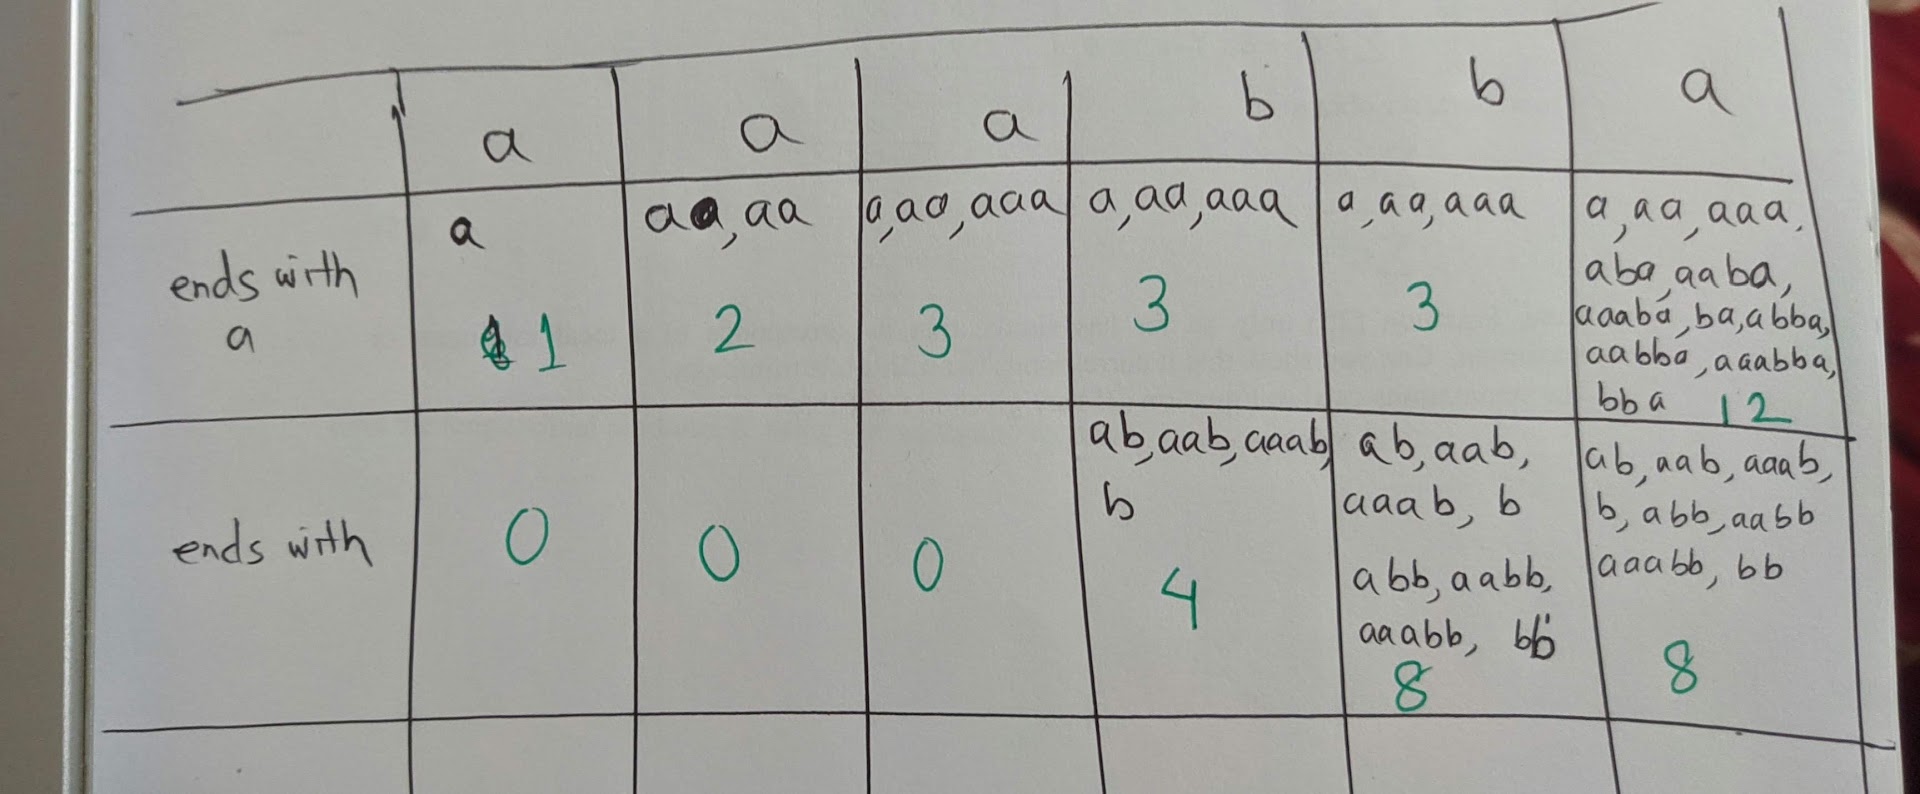 a a a b b a
ends with
a
a
1
aa, aa
2
a,aa,aaa
3
a,aa,aaa
3
a,aa,aaa
3
a,aa,aaa,
aba,aaba,
aaaba,ba,abba,
aabba,aaabba,
bba 12
ends with
0
0
0
ab,aab,aaab,
b
4
ab,aab,
aaab, b
abb,aabb,
aaabb, bb
8
ab,aab,aaab,
b, abb,aabb
aaabb, bb
8